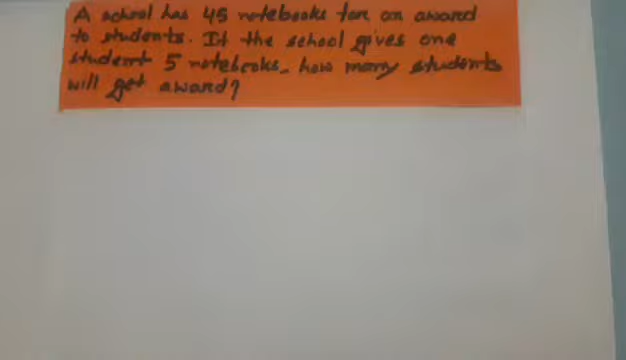 A school has 45 notebooks for an award
to students. If the school gives one
student 5 notebooks, how many students
will get award?